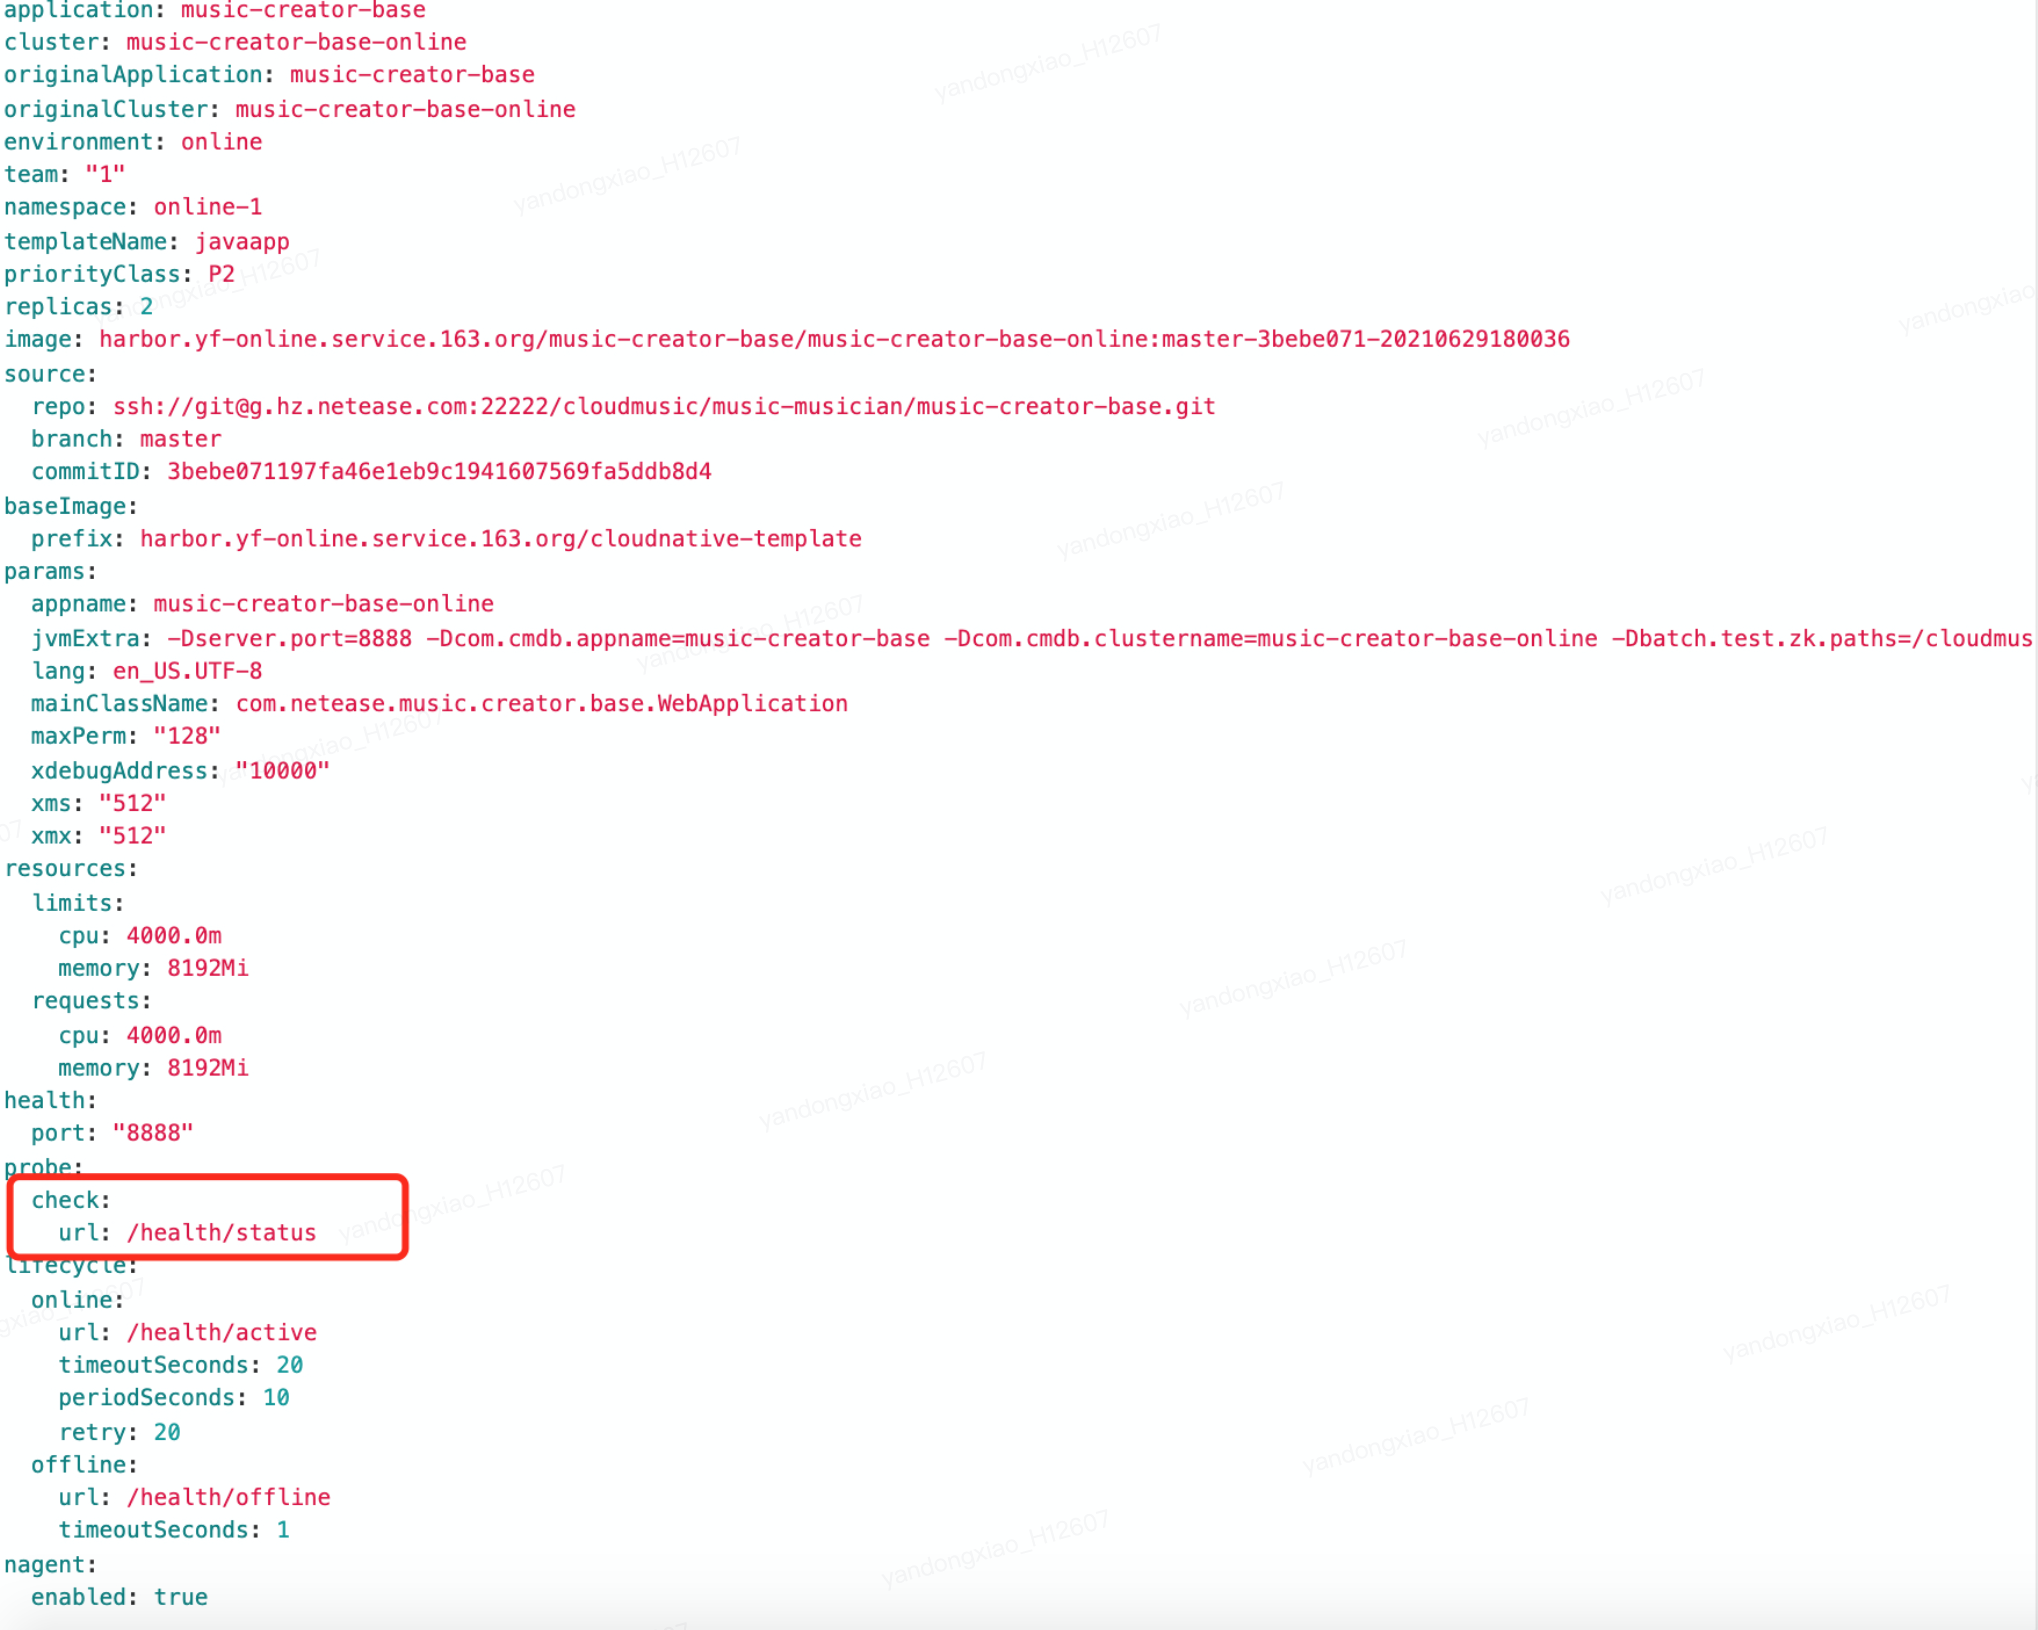 application: music-creator-base
cluster: music-creator-base-online
originalApplication: music-creator-base
originalCluster: music-creator-base-online
environment: online
team: "1"
namespace: online-1
templateName: javaapp
priorityClass: P2
replicas: 2
image: harbor.yf-online.service.163.org/music-creator-base/music-creator-base-online:master-3bebe071-20210629180036
source:
  repo: ssh://git@g.hz.netease.com:22222/cloudmusic/music-musician/music-creator-base.git
  branch: master
  commitID: 3bebe071197fa46e1eb9c1941607569fa5ddb8d4
baseImage:
  prefix: harbor.yf-online.service.163.org/cloudnative-template
params:
  appname: music-creator-base-online
  jvmExtra: -Dserver.port=8888 -Dcom.cmdb.appname=music-creator-base -Dcom.cmdb.clustername=music-creator-base-online -Dbatch.test.zk.paths=/cloudmus
  lang: en_US.UTF-8
  mainClassName: com.netease.music.creator.base.WebApplication
  maxPerm: "128"
  xdebugAddress: "10000"
  xms: "512"
  xmx: "512"
resources:
  limits:
    cpu: 4000.0m
    memory: 8192Mi
  requests:
    cpu: 4000.0m
    memory: 8192Mi
health:
  port: "8888"
probe:
  check:
    url: /health/status
lifecycle:
  online:
    url: /health/active
    timeoutSeconds: 20
    periodSeconds: 10
    retry: 20
  offline:
    url: /health/offline
    timeoutSeconds: 1
nagent:
  enabled: true
yandongxiao_H12607